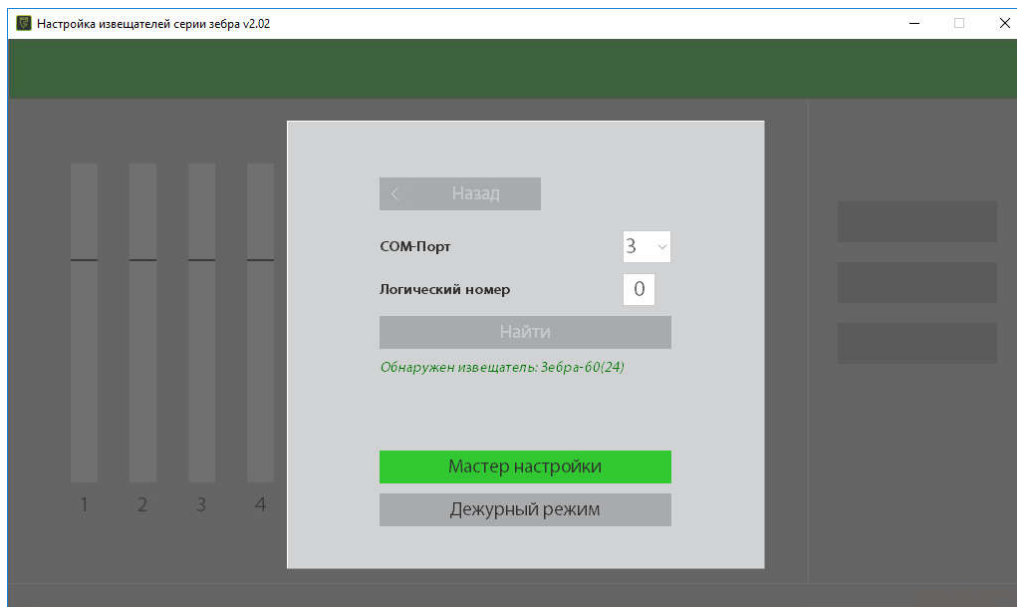 Настройка извещателей серии зебра v2.02
Назад
COM-Порт
3
Логический номер
0
Найти
Обнаружен извещатель: Зебра-60(24)
Мастер настройки
Дежурный режим
1 2 3 4